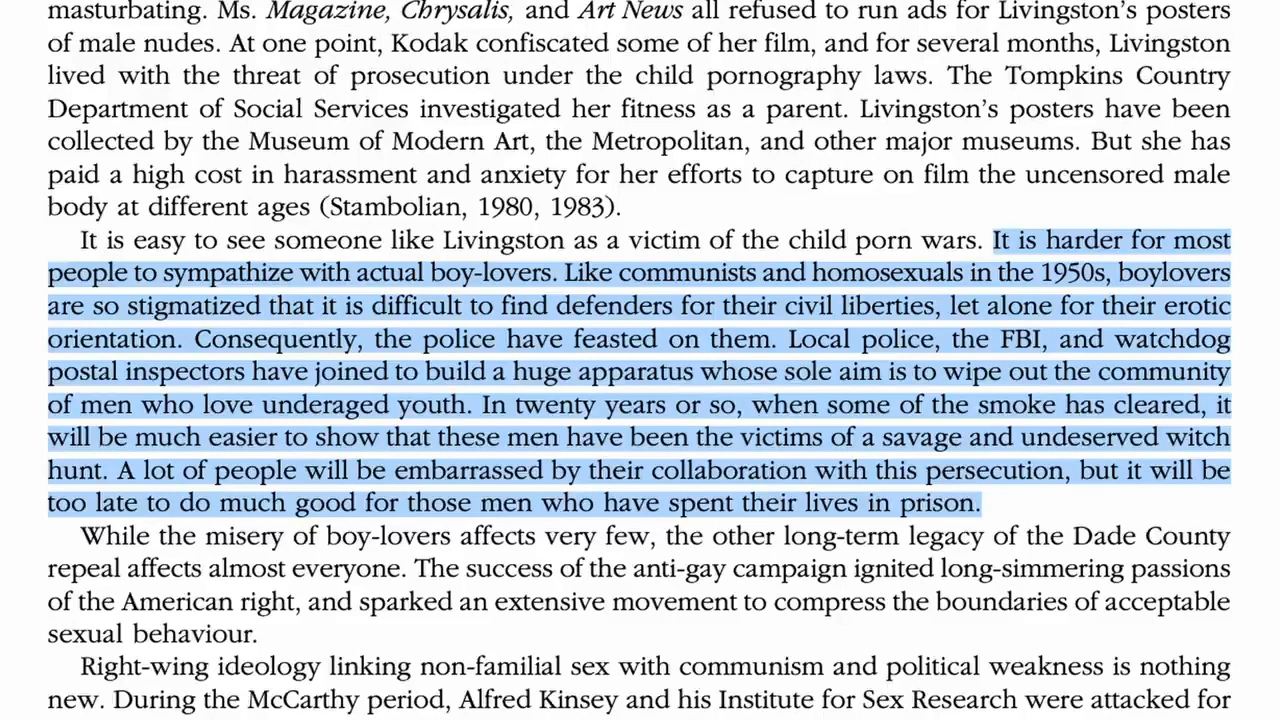 masturbating. Ms. Magazine, Chrysalis, and Art News all refused to run ads for Livingston's posters
of male nudes. At one point, Kodak confiscated some of her film, and for several months, Livingston
lived with the threat of prosecution under the child pornography laws. The Tompkins Country
Department of Social Services investigated her fitness as a parent. Livingston's posters have been
collected by the Museum of Modern Art, the Metropolitan, and other major museums. But she has
paid a high cost in harassment and anxiety for her efforts to capture on film the uncensored male
body at different ages (Stambolian, 1980, 1983).
It is easy to see someone like Livingston as a victim of the child porn wars. It is harder for most
people to sympathize with actual boy-lovers. Like communists and homosexuals in the 1950s, boylovers
are so stigmatized that it is difficult to find defenders for their civil liberties, let alone for their erotic
orientation. Consequently, the police have feasted on them. Local police, the FBI, and watchdog
postal inspectors have joined to build a huge apparatus whose sole aim is to wipe out the community
of men who love underaged youth. In twenty years or so, when some of the smoke has cleared, it
will be much easier to show that these men have been the victims of a savage and undeserved witch
hunt. A lot of people will be embarrassed by their collaboration with this persecution, but it will be
too late to do much good for those men who have spent their lives in prison.
While the misery of boy-lovers affects very few, the other long-term legacy of the Dade County
repeal affects almost everyone. The success of the anti-gay campaign ignited long-simmering passions
of the American right, and sparked an extensive movement to compress the boundaries of acceptable
sexual behaviour.
Right-wing ideology linking non-familial sex with communism and political weakness is nothing
new. During the McCarthy period, Alfred Kinsey and his Institute for Sex Research were attacked for